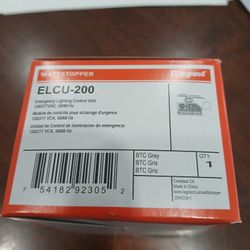 WATTSTOPPER
legrand
ELCU-200
Emergency Lighting Control Unit
120/277VAC, 50/60 Hz
Module de contrôle pour éclairage d'urgence
120/277 VCA, 50/60 Hz
Unidad de Control de iluminacion de emergencia
120/277 VCA, 50/60 Hz
BTC Grey
BTC Gris
BTC Gris
QTY
1
7 54182 92305 2
Carlsbad CA
Made in China
www.legrand.us/wattstopper